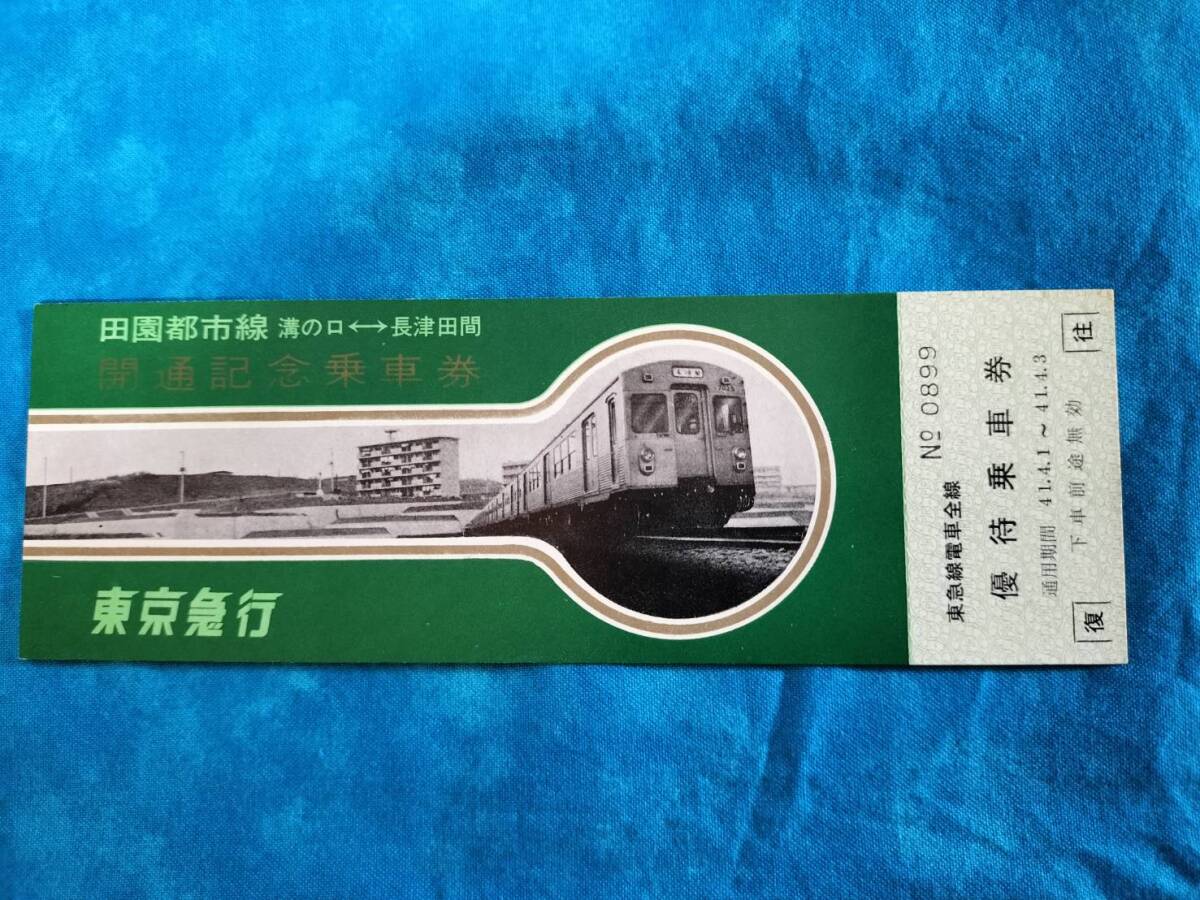 田園都市線 溝の口↔長津田間
開通記念乗車券
東京急行
№ 0899
東急線電車全線
優待乗車券
通用期間 41.4.1～41.4.3
下車前途無効
往
復